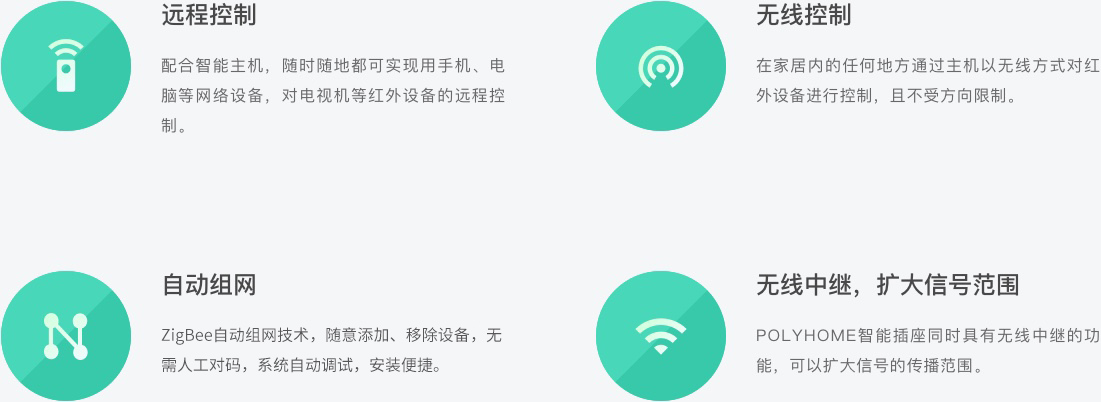 远程控制
配合智能主机，随时随地都可实现用手机、电
脑等网络设备，对电视机等红外设备的远程控
制。
无线控制
在家居内的任何地方通过主机以无线方式对红
外设备进行控制，且不受方向限制。
自动组网
ZigBee自动组网技术，随意添加、移除设备，无
需人工对码，系统自动调试，安装便捷。
无线中继，扩大信号范围
POLYHOME智能插座同时具有无线中继的功
能，可以扩大信号的传播范围。